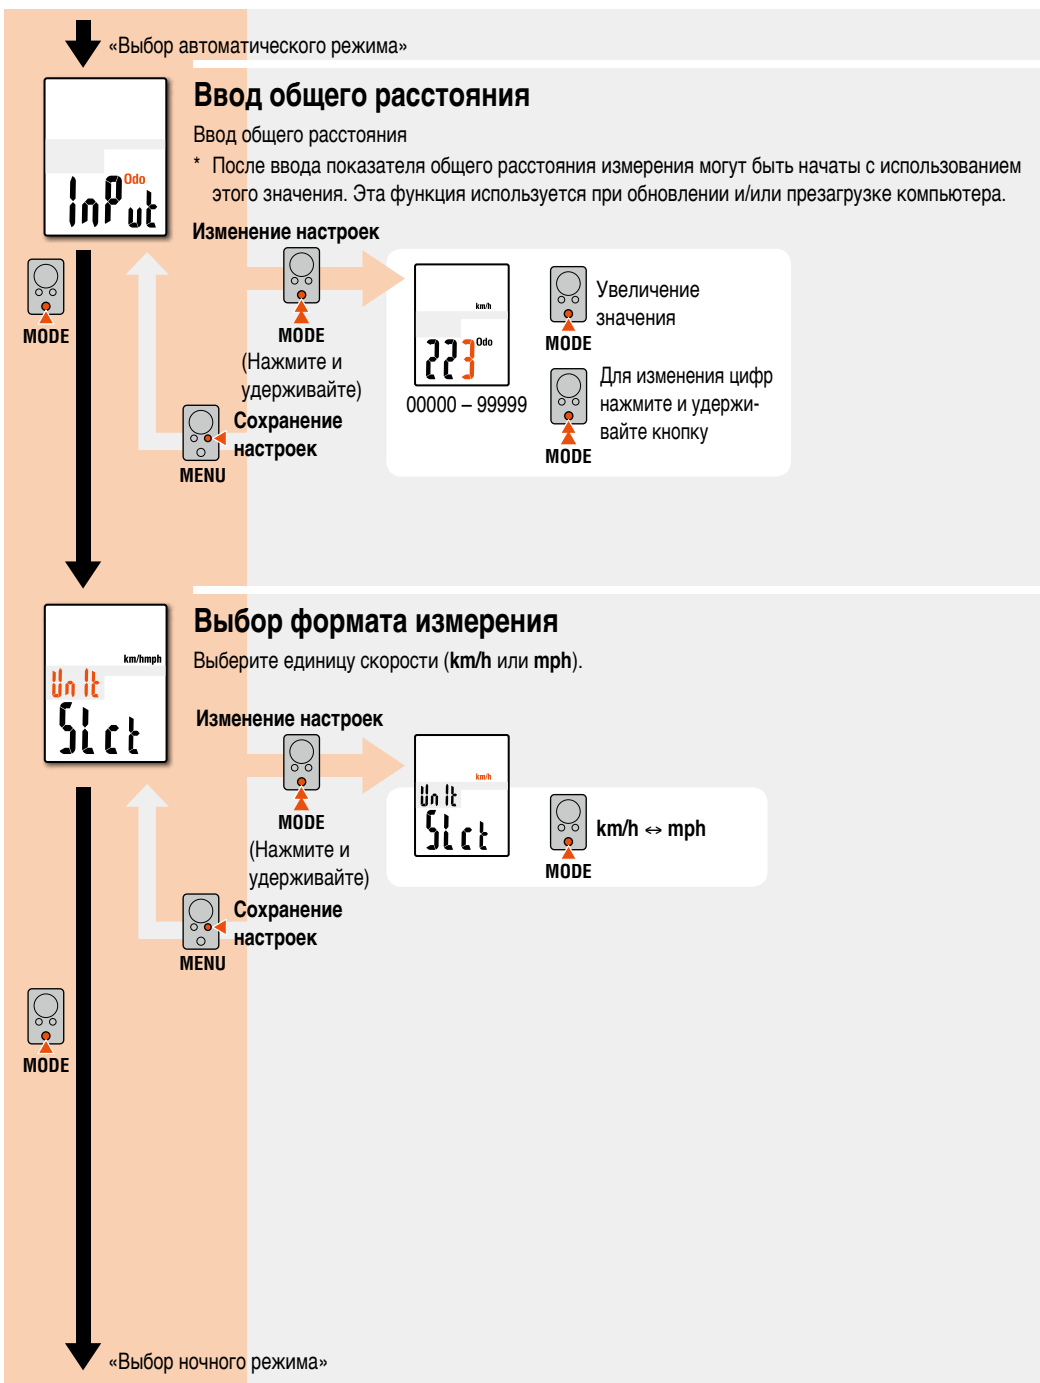 «Выбор автоматического режима»
Ввод общего расстояния
Ввод общего расстояния
* После ввода показателя общего расстояния измерения могут быть начаты с использованием
этого значения. Эта функция используется при обновлении и/или презагрузке компьютера.
Odo
InPut
Изменение настроек
MODE
MODE
(Нажмите и
удерживайте)
km/h
Odo
223
00000 – 99999
Увеличение
значения
MODE
Для изменения цифр
нажмите и удержи-
вайте кнопку
MODE
Сохранение
настроек
MENU
Выбор формата измерения
Выберите единицу скорости (km/h или mph).
km/hmph
UnIt
SLct
Изменение настроек
MODE
(Нажмите и
удерживайте)
km/h
UnIt
SLct
km/h ⇔ mph
MODE
Сохранение
настроек
MENU
MODE
«Выбор ночного режима»